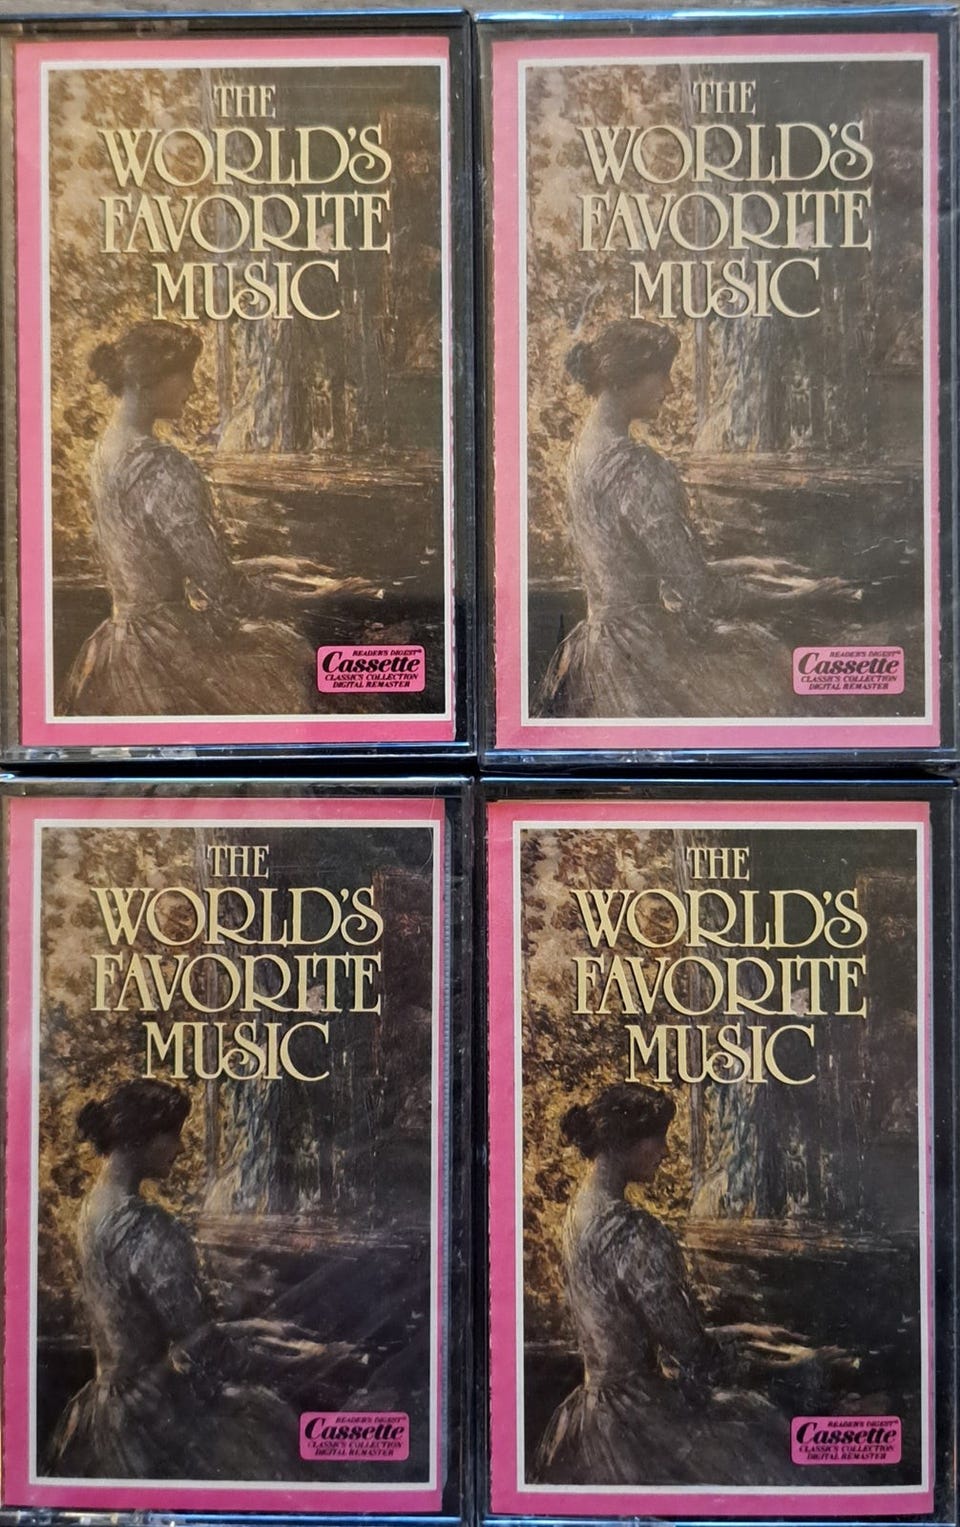 THE
WORLD'S
FAVORITE
MUSIC
READER'S DIGEST®
Cassette
CLASSICS COLLECTION
DIGITAL REMASTER
THE
WORLD'S
FAVORITE
MUSIC
READER'S DIGEST®
Cassette
CLASSICS COLLECTION
DIGITAL REMASTER
THE
WORLD'S
FAVORITE
MUSIC
READER'S DIGEST®
Cassette
CLASSICS COLLECTION
DIGITAL REMASTER
THE
WORLD'S
FAVORITE
MUSIC
READER'S DIGEST®
Cassette
CLASSICS COLLECTION
DIGITAL REMASTER